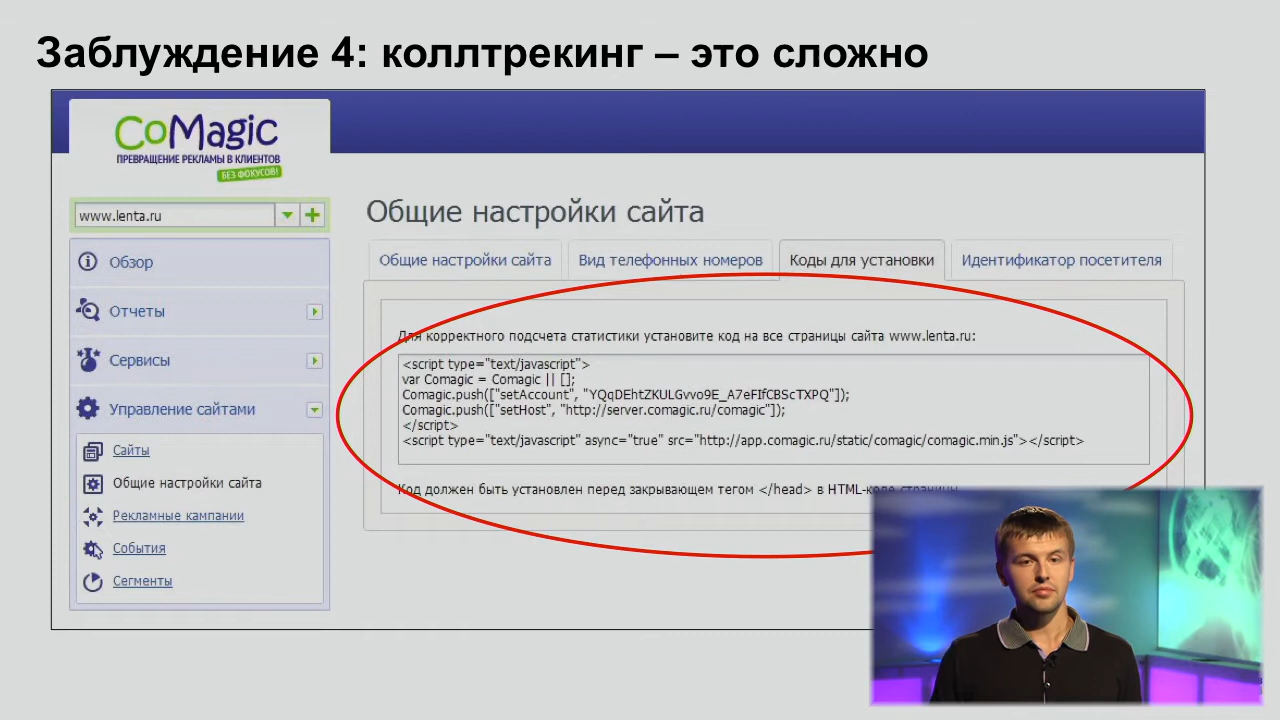 Заблуждение 4: коллтрекинг – это сложно
CoMagic
ПРЕВРАЩЕНИЕ РЕКЛАМЫ В КЛИЕНТОВ
БЕЗ ФОКУСОВ!
www.lenta.ru
Обзор
Отчеты
Сервисы
Управление сайтами
Сайты
Общие настройки сайта
Рекламные кампании
События
Сегменты
Общие настройки сайта
Общие настройки сайта
Вид телефонных номеров
Коды для установки
Идентификатор посетителя
Для корректного подсчета статистики установите код на все страницы сайта www.lenta.ru:
<script type="text/javascript">
var Comagic = Comagic || [];
Comagic.push(["setAccount", "YQqDEhtZKULGvvo9E_A7eFIfCBScTXPQ"]);
Comagic.push(["setHost", "http://server.comagic.ru/comagic"]);
</script>
<script type="text/javascript" async="true" src="http://app.comagic.ru/static/comagic/comagic.min.js"></script>
Код должен быть установлен перед закрывающем тегом </head> в HTML-коде страницы